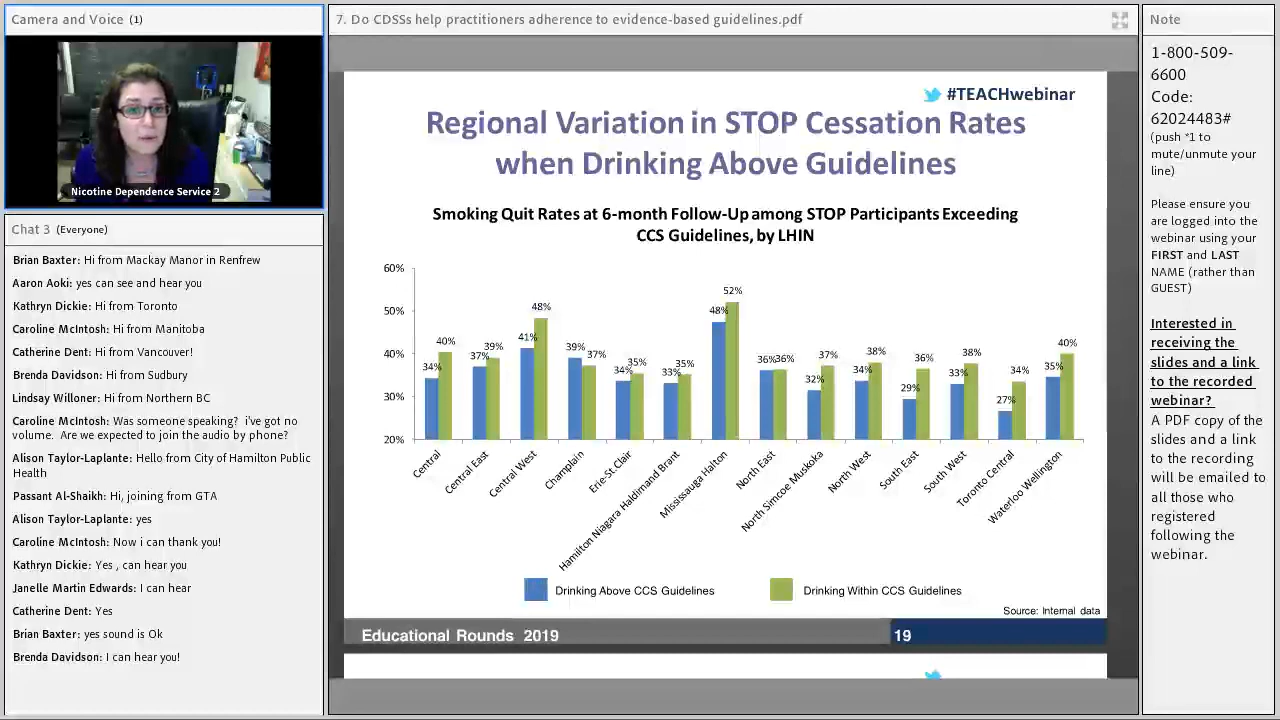 Camera and Voice (1)
Nicotine Dependence Service 2
Chat 3 (Everyone)
Brian Baxter: Hi from Mackay Manor in Renfrew
Aaron Aoki: yes can see and hear you
Kathryn Dickie: Hi from Toronto
Caroline McIntosh: Hi from Manitoba
Catherine Dent: Hi from Vancouver!
Brenda Davidson: Hi from Sudbury
Lindsay Willoner: Hi from Northern BC
Caroline McIntosh: Was someone speaking? i've got no
volume. Are we expected to join the audio by phone?
Alison Taylor-Laplante: Hello from City of Hamilton Public
Health
Passant Al-Shaikh: Hi, joining from GTA
Alison Taylor-Laplante: yes
Caroline McIntosh: Now i can thank you!
Kathryn Dickie: Yes , can hear you
Janelle Martin Edwards: I can hear
Catherine Dent: Yes
Brian Baxter: yes sound is Ok
Brenda Davidson: I can hear you!
7. Do CDSSs help practitioners adherence to evidence-based guidelines.pdf
#TEACHwebinar
Regional Variation in STOP Cessation Rates
when Drinking Above Guidelines
Smoking Quit Rates at 6-month Follow-Up among STOP Participants Exceeding
CCS Guidelines, by LHIN
60%
50%
40%
30%
20%
34% 40%
37% 39%
41% 48%
39% 37%
34% 35%
33% 35%
48% 52%
36% 36%
32% 37%
34% 38%
29% 36%
33% 38%
27% 34%
35% 40%
Central
Central East
Central West
Champlain
Erie-St.Clair
Hamilton Niagara Haldimand Brant
Mississauga Halton
North East
North Simcoe Muskoka
North West
South East
South West
Toronto Central
Waterloo Wellington
Drinking Above CCS Guidelines
Drinking Within CCS Guidelines
Source: Internal data
Educational Rounds 2019
19
Note
1-800-509-
6600
Code:
62024483#
(push *1 to
mute/unmute your
line)
Please ensure you
are logged into the
webinar using your
FIRST and LAST
NAME (rather than
GUEST)
Interested in
receiving the
slides and a link
to the recorded
webinar?
A PDF copy of the
slides and a link
to the recording
will be emailed to
all those who
registered
following the
webinar.